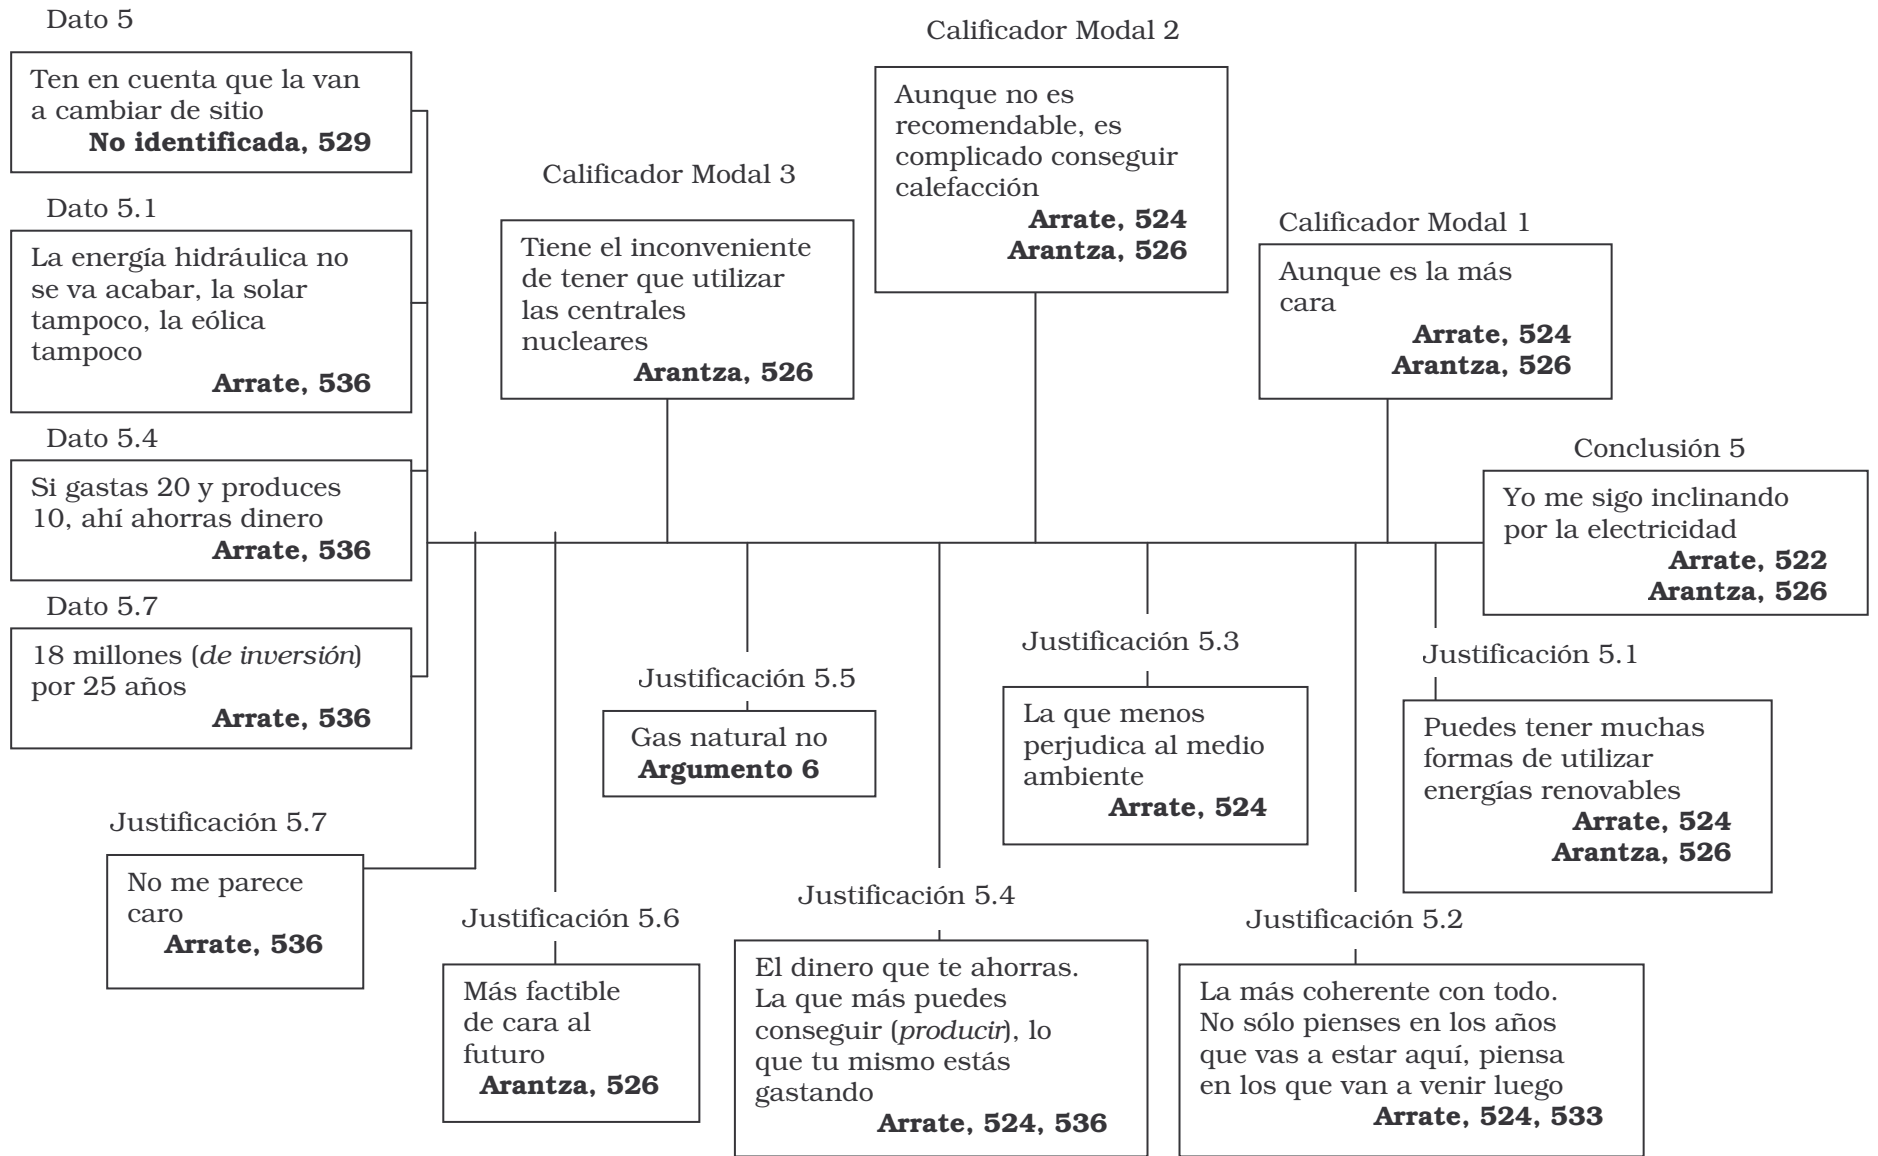 Dato 5
Ten en cuenta que la van
a cambiar de sitio
No identificada, 529
Dato 5.1
La energía hidráulica no
se va acabar, la solar
tampoco, la eólica
tampoco
Arrate, 536
Dato 5.4
Si gastas 20 y produces
10, ahí ahorras dinero
Arrate, 536
Dato 5.7
18 millones (de inversión)
por 25 años
Arrate, 536
Calificador Modal 3
Tiene el inconveniente
de tener que utilizar
las centrales
nucleares
Arantza, 526
Calificador Modal 2
Aunque no es
recomendable, es
complicado conseguir
calefacción
Arrate, 524
Arantza, 526
Calificador Modal 1
Aunque es la más
cara
Arrate, 524
Arantza, 526
Conclusión 5
Yo me sigo inclinando
por la electricidad
Arrate, 522
Arantza, 526
Justificación 5.7
No me parece
caro
Arrate, 536
Justificación 5.6
Más factible
de cara al
futuro
Arantza, 526
Justificación 5.5
Gas natural no
Argumento 6
Justificación 5.4
El dinero que te ahorras.
La que más puedes
conseguir (producir), lo
que tu mismo estás
gastando
Arrate, 524, 536
Justificación 5.3
La que menos
perjudica al medio
ambiente
Arrate, 524
Justificación 5.2
La más coherente con todo.
No sólo pienses en los años
que vas a estar aquí, piensa
en los que van a venir luego
Arrate, 524, 533
Justificación 5.1
Puedes tener muchas
formas de utilizar
energías renovables
Arrate, 524
Arantza, 526